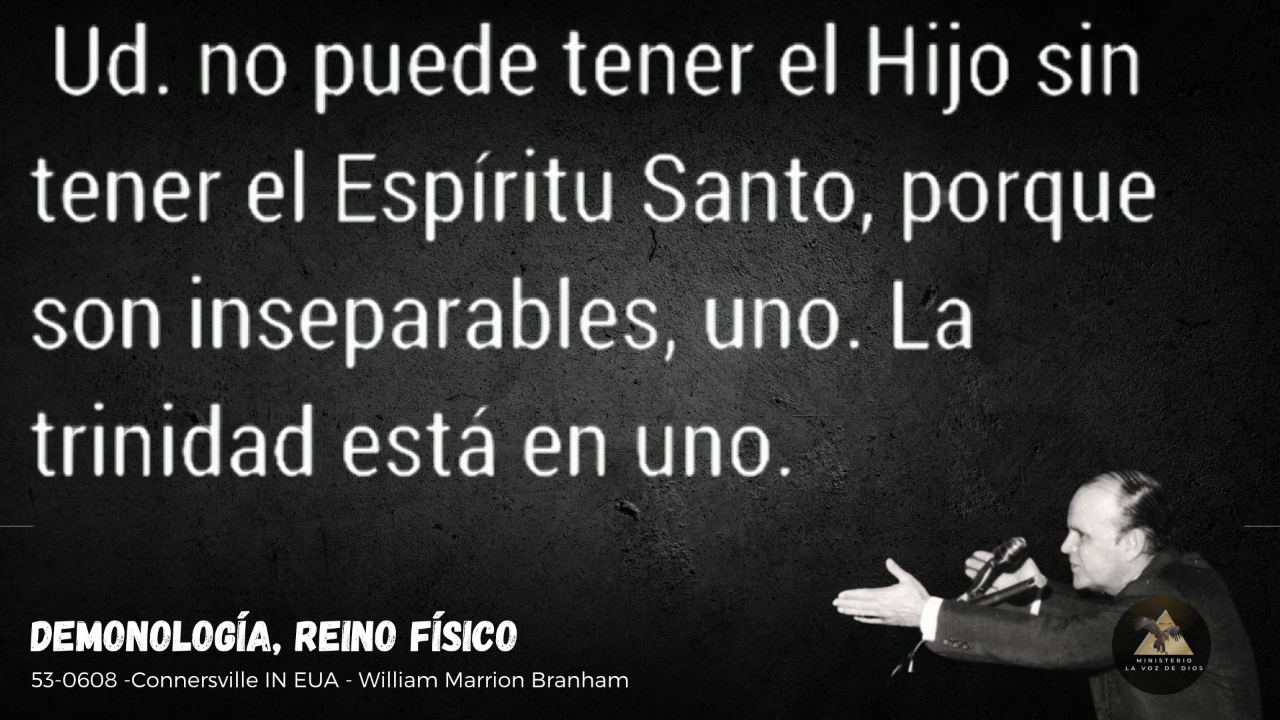 Ud. no puede tener el Hijo sin
tener el Espíritu Santo, porque
son inseparables, uno. La
trinidad está en uno.
DEMONOLOGÍA, REINO FÍSICO
53-0608 -Connersville IN EUA - William Marrion Branham
MINISTERIO
LA VOZ DE DIOS